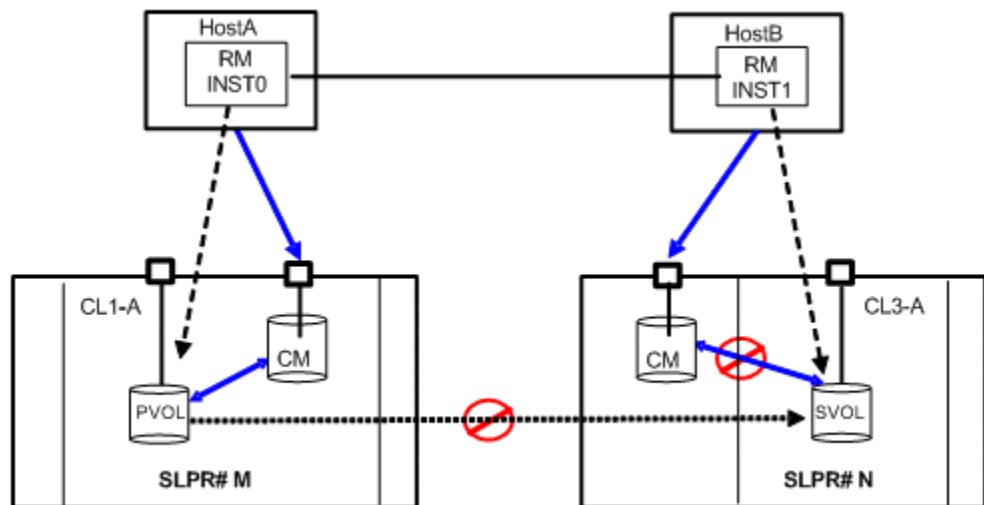 HostA
RM
INST0
HostB
RM
INST1
CL1-A
CM
PVOL
SLPR# M
CL3-A
CM
SVOL
SLPR# N